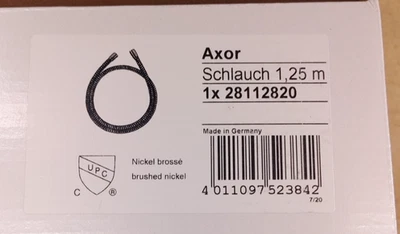 Axor
Schlauch 1,25 m
1x 28112820
Made in Germany
UPC
C ®
Nickel brossé
brushed nickel
4 011097 523842
7/20